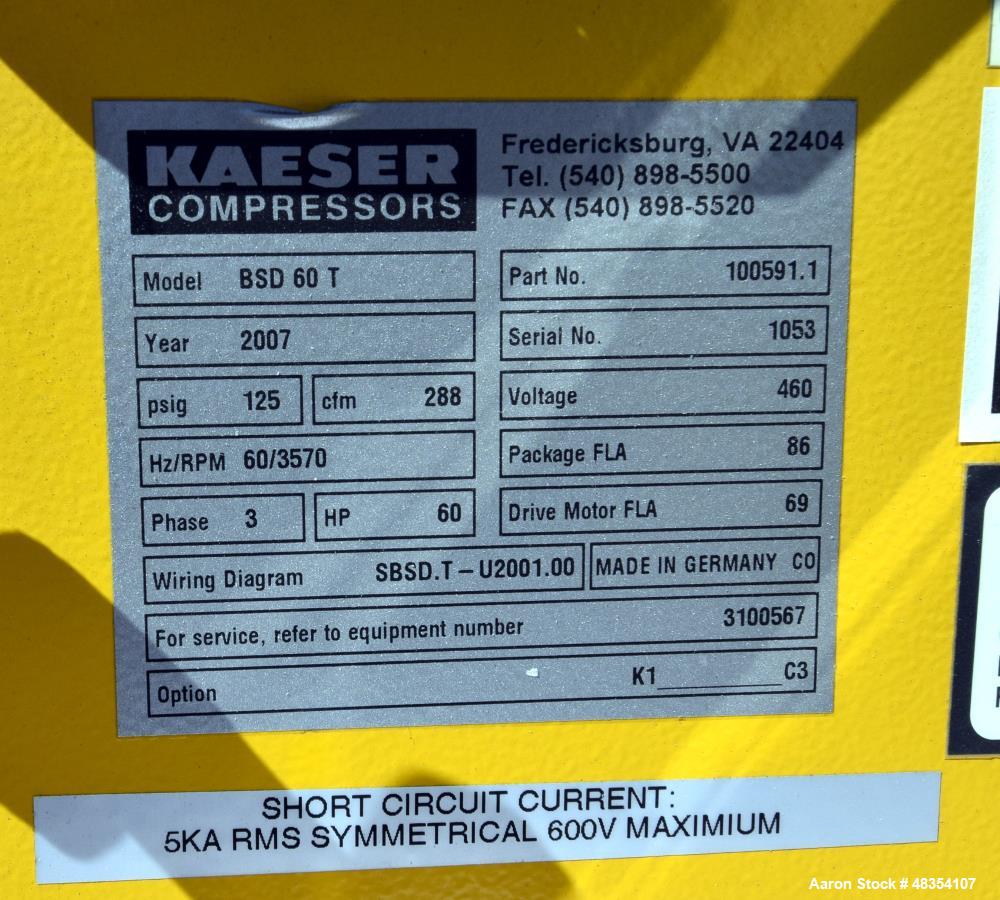 KAESER
COMPRESSORS
Fredericksburg, VA 22404
Tel. (540) 898-5500
FAX (540) 898-5520
Model BSD 60 T
Part No. 100591.1
Year 2007
Serial No. 1053
psig 125 cfm 288
Voltage 460
Hz/RPM 60/3570
Package FLA 86
Phase 3 HP 60
Drive Motor FLA 69
Wiring Diagram SBSD.T – U2001.00 MADE IN GERMANY CO
For service, refer to equipment number 3100567
Option K1__________C3
SHORT CIRCUIT CURRENT:
5KA RMS SYMMETRICAL 600V MAXIMIUM
Aaron Stock # 48354107